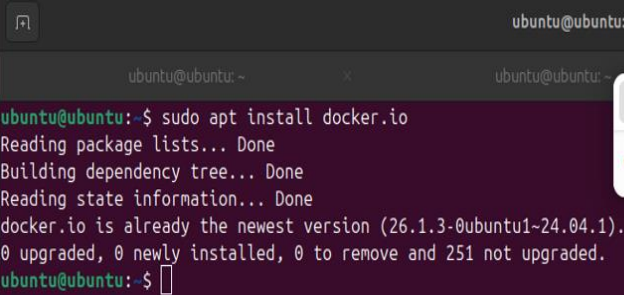 ubuntu@ubuntu:
ubuntu@ubuntu: ~ × ubuntu@ubuntu: ~
ubuntu@ubuntu:~$ sudo apt install docker.io
Reading package lists... Done
Building dependency tree... Done
Reading state information... Done
docker.io is already the newest version (26.1.3-0ubuntu1~24.04.1).
0 upgraded, 0 newly installed, 0 to remove and 251 not upgraded.
ubuntu@ubuntu:~$